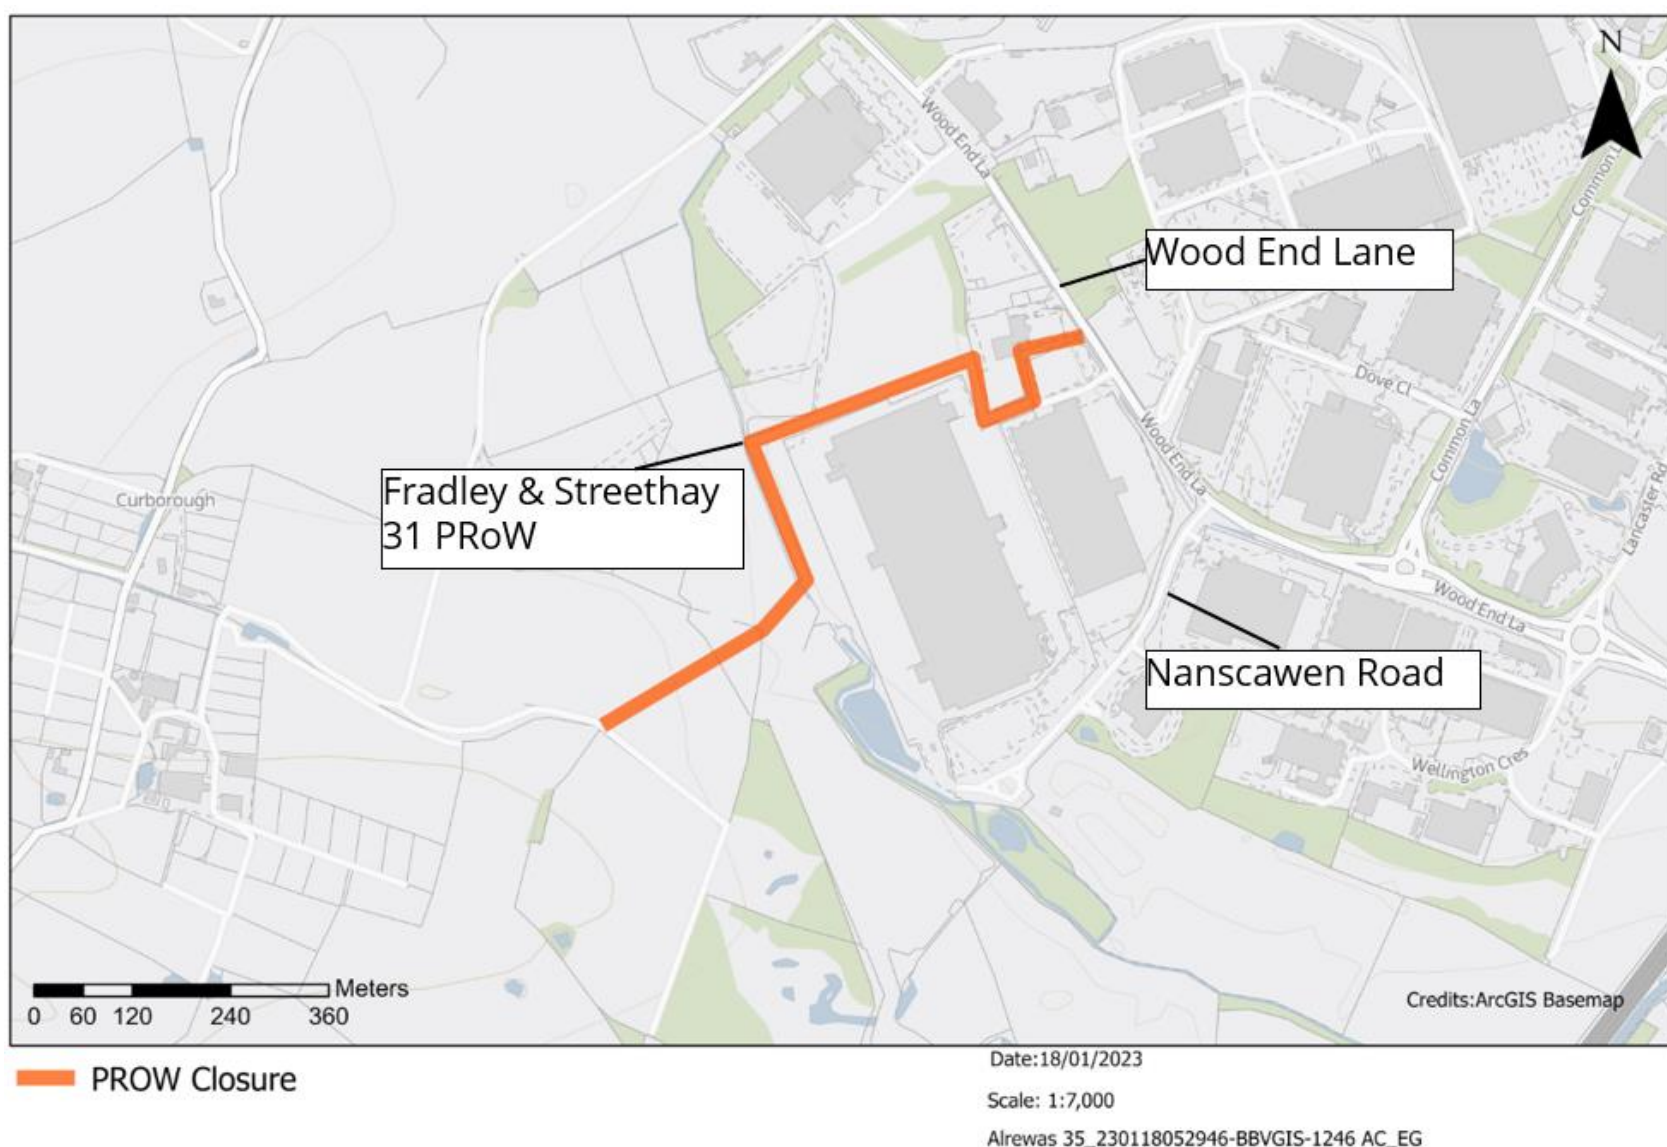 N
Wood End La
Common La
Wood End Lane
Dove Cl
Fradley & Streethay
31 PRoW
Curborough
Wood End La
Common La
Lancaster Rd
Wood End La
Nanscawen Road
Wellington Cres
Meters
0 60 120 240 360
Credits:ArcGIS Basemap
PROW Closure
Date:18/01/2023
Scale: 1:7,000
Alrewas 35_230118052946-BBVGIS-1246 AC_EG